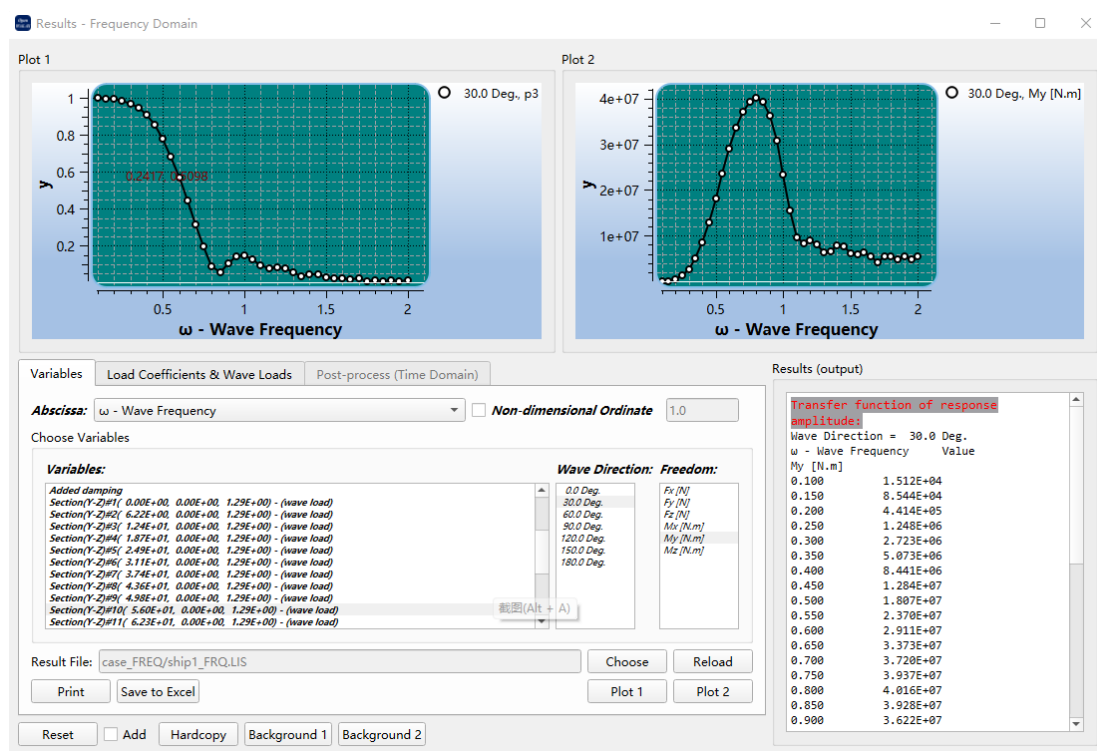 Results - Frequency Domain
Plot 1
Plot 2
30.0 Deg., p3
1
0.8
0.6
0.4
0.2
y
0.2417, 0.6098
0.5
1
1.5
2
ω - Wave Frequency
30.0 Deg., My [N.m]
4e+07
3e+07
2e+07
1e+07
y
0.5
1
1.5
2
ω - Wave Frequency
Variables
Load Coefficients & Wave Loads
Post-process (Time Domain)
Abscissa:
ω - Wave Frequency
Non-dimensional Ordinate
1.0
Choose Variables
Variables:
Wave Direction:
Freedom:
Added damping
Section(Y-Z)#1( 0.00E+00, 0.00E+00, 1.29E+00) - (wave load)
Section(Y-Z)#2( 6.22E+00, 0.00E+00, 1.29E+00) - (wave load)
Section(Y-Z)#3( 1.24E+01, 0.00E+00, 1.29E+00) - (wave load)
Section(Y-Z)#4( 1.87E+01, 0.00E+00, 1.29E+00) - (wave load)
Section(Y-Z)#5( 2.49E+01, 0.00E+00, 1.29E+00) - (wave load)
Section(Y-Z)#6( 3.11E+01, 0.00E+00, 1.29E+00) - (wave load)
Section(Y-Z)#7( 3.74E+01, 0.00E+00, 1.29E+00) - (wave load)
Section(Y-Z)#8( 4.36E+01, 0.00E+00, 1.29E+00) - (wave load)
Section(Y-Z)#9( 4.98E+01, 0.00E+00, 1.29E+00) - (wave load)
Section(Y-Z)#10( 5.60E+01, 0.00E+00, 1.29E+00) - (wave load)
Section(Y-Z)#11( 6.23E+01, 0.00E+00, 1.29E+00) - (wave load)
0.0 Deg.
30.0 Deg.
60.0 Deg.
90.0 Deg.
120.0 Deg.
150.0 Deg.
180.0 Deg.
Fx [N]
Fy [N]
Fz [N]
Mx [N.m]
My [N.m]
Mz [N.m]
截图(Alt + A)
Result File:
case_FREQ/ship1_FRQ.LIS
Choose
Reload
Print
Save to Excel
Plot 1
Plot 2
Reset
Add
Hardcopy
Background 1
Background 2
Results (output)
Transfer function of response
amplitude:
Wave Direction = 30.0 Deg.
ω - Wave Frequency Value
My [N.m]
0.100 1.512E+04
0.150 8.544E+04
0.200 4.414E+05
0.250 1.248E+06
0.300 2.723E+06
0.350 5.073E+06
0.400 8.441E+06
0.450 1.284E+07
0.500 1.807E+07
0.550 2.370E+07
0.600 2.911E+07
0.650 3.373E+07
0.700 3.720E+07
0.750 3.937E+07
0.800 4.016E+07
0.850 3.928E+07
0.900 3.622E+07